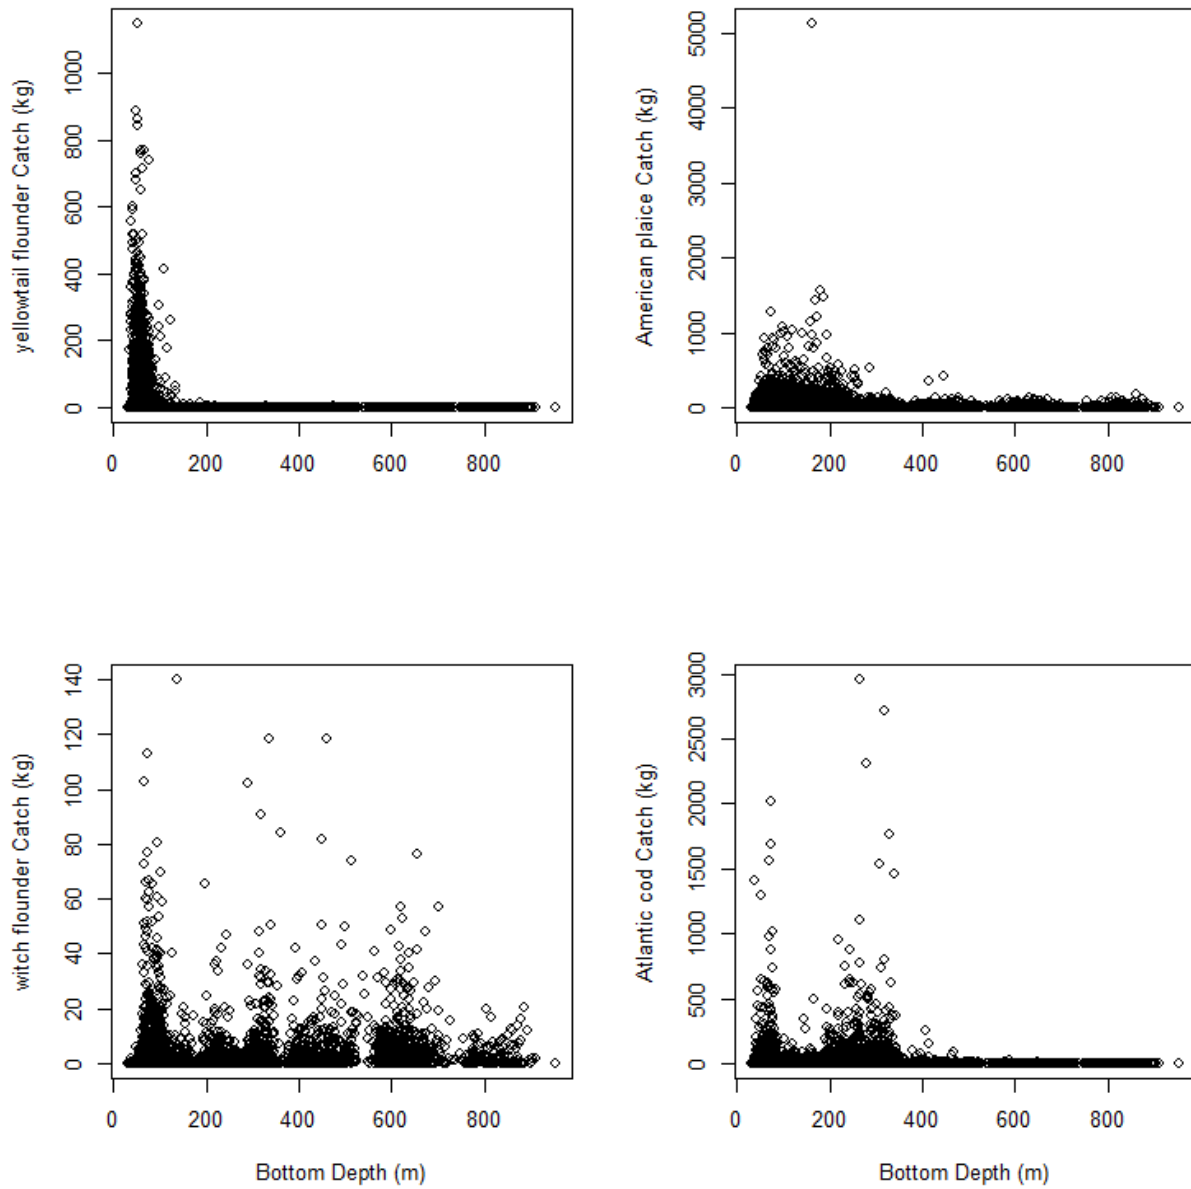 yellowtail flounder Catch (kg)
0 200 400 600 800 1000
0 200 400 600 800
American plaice Catch (kg)
0 1000 2000 3000 4000 5000
0 200 400 600 800
witch flounder Catch (kg)
0 20 40 60 80 100 120 140
0 200 400 600 800
Bottom Depth (m)
Atlantic cod Catch (kg)
0 500 1000 1500 2000 2500 3000
0 200 400 600 800
Bottom Depth (m)